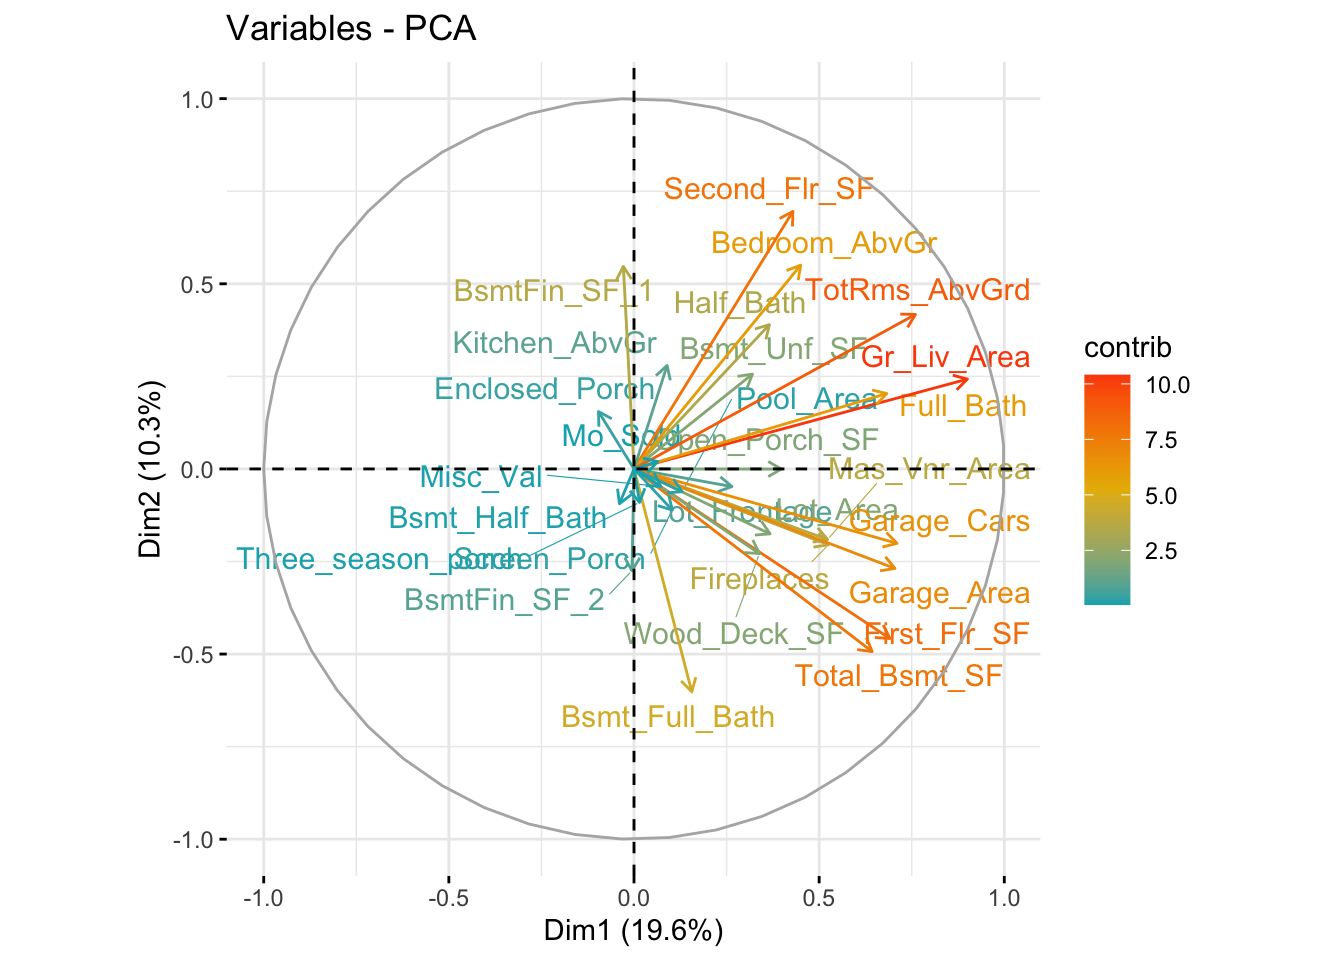 Variables - PCA
1.0
0.5
0.0
-0.5
-1.0
Dim2 (10.3%)
Second_Flr_SF
Bedroom_AbvGr
BsmtFin_SF_1
TotRms_AbvGrd
Half_Bath
Kitchen_AbvGr
Bsmt_Unf_SF
Gr_Liv_Area
Enclosed_Porch
Pool_Area
Full_Bath
Mo_Sold
Open_Porch_SF
Misc_Val
Mas_Vnr_Area
Bsmt_Half_Bath
Lot_Frontage
Lot_Area
Garage_Cars
Three_season_porch
Screen_Porch
Fireplaces
BsmtFin_SF_2
Garage_Area
Wood_Deck_SF
First_Flr_SF
Total_Bsmt_SF
Bsmt_Full_Bath
-1.0
-0.5
0.0
0.5
1.0
Dim1 (19.6%)
contrib
10.0
7.5
5.0
2.5